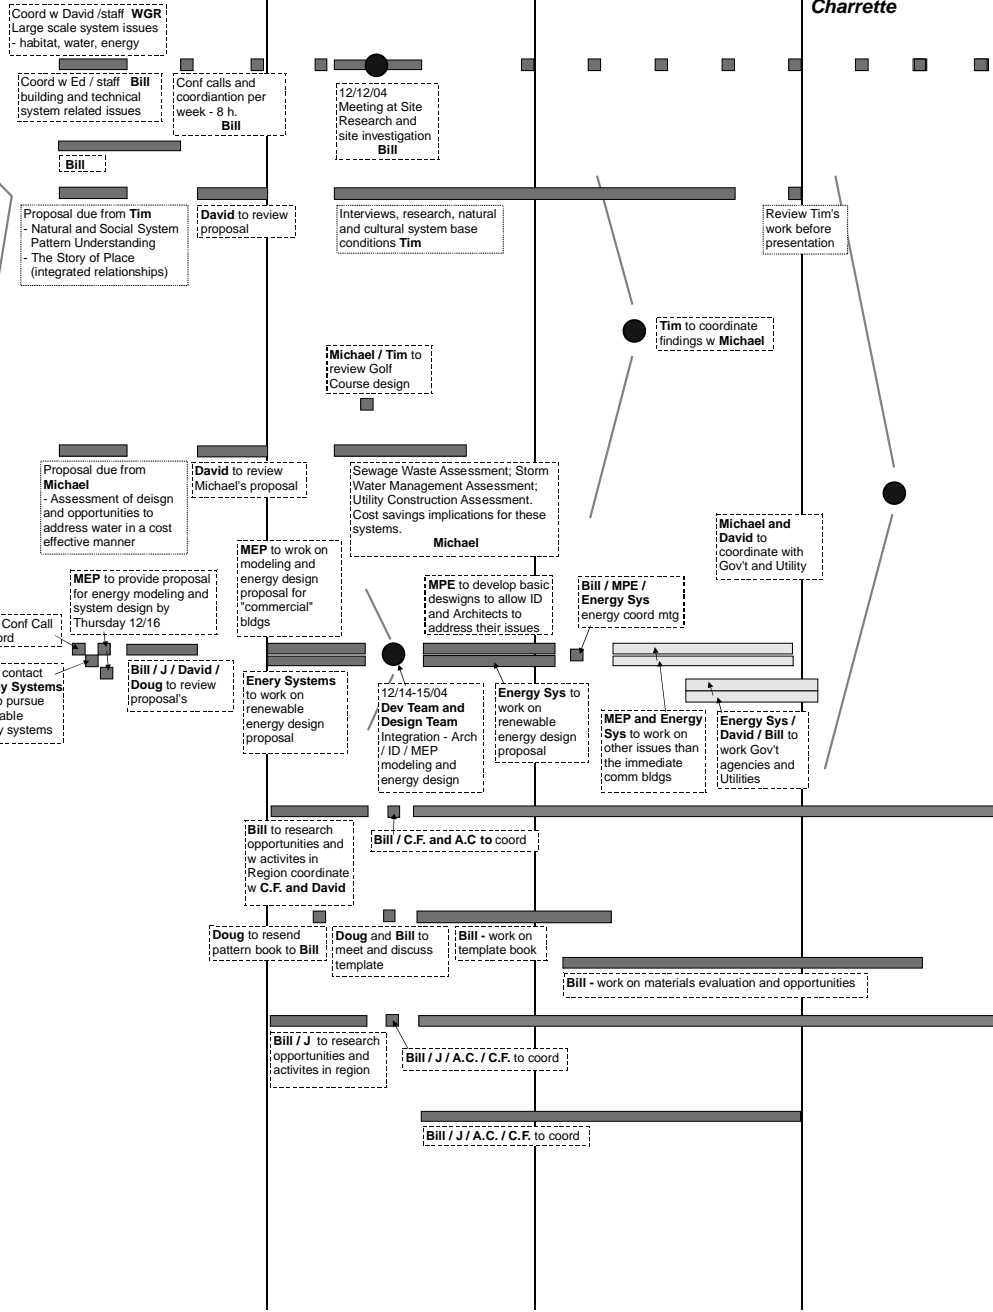 Charrette
Coord w David /staff WGR
Large scale system issues
- habitat, water, energy
Coord w Ed / staff Bill
building and technical
system related issues
Conf calls and
coordiantion per
week - 8 h.
Bill
12/12/04
Meeting at Site
Research and
site investigation
Bill
Bill
Proposal due from Tim
- Natural and Social System
Pattern Understanding
- The Story of Place
(integrated relationships)
David to review
proposal
Interviews, research, natural
and cultural system base
conditions Tim
Review Tim's
work before
presentation
Tim to coordinate
findings w Michael
Michael / Tim to
review Golf
Course design
Proposal due from
Michael
- Assessment of deisgn
and opportunities to
address water in a cost
effective manner
David to review
Michael's proposal
Sewage Waste Assessment; Storm
Water Management Assessment;
Utility Construction Assessment.
Cost savings implications for these
systems.
Michael
Michael and
David to
coordinate with
Gov't and Utility
MEP to wrok on
modeling and
energy design
proposal for
"commercial"
bldgs
MEP to provide proposal
for energy modeling and
system design by
Thursday 12/16
MPE to develop basic
deswigns to allow ID
and Architects to
address their issues
Bill / MPE /
Energy Sys
energy coord mtg
Conf Call
ord
contact
y Systems
pursue
able
y systems
Bill / J / David /
Doug to review
proposal's
Enery Systems
to work on
renewable
energy design
proposal
12/14-15/04
Dev Team and
Design Team
Integration - Arch
/ ID / MEP
modeling and
energy design
Energy Sys to
work on
renewable
energy design
proposal
MEP and Energy
Sys to work on
other issues than
the immediate
comm bldgs
Energy Sys /
David / Bill to
work Gov't
agencies and
Utilities
Bill to research
opportunities and
w activites in
Region coordinate
w C.F. and David
Bill / C.F. and A.C to coord
Doug to resend
pattern book to Bill
Doug and Bill to
meet and discuss
template
Bill - work on
template book
Bill - work on materials evaluation and opportunities
Bill / J to research
opportunities and
activites in region
Bill / J / A.C. / C.F. to coord
Bill / J / A.C. / C.F. to coord